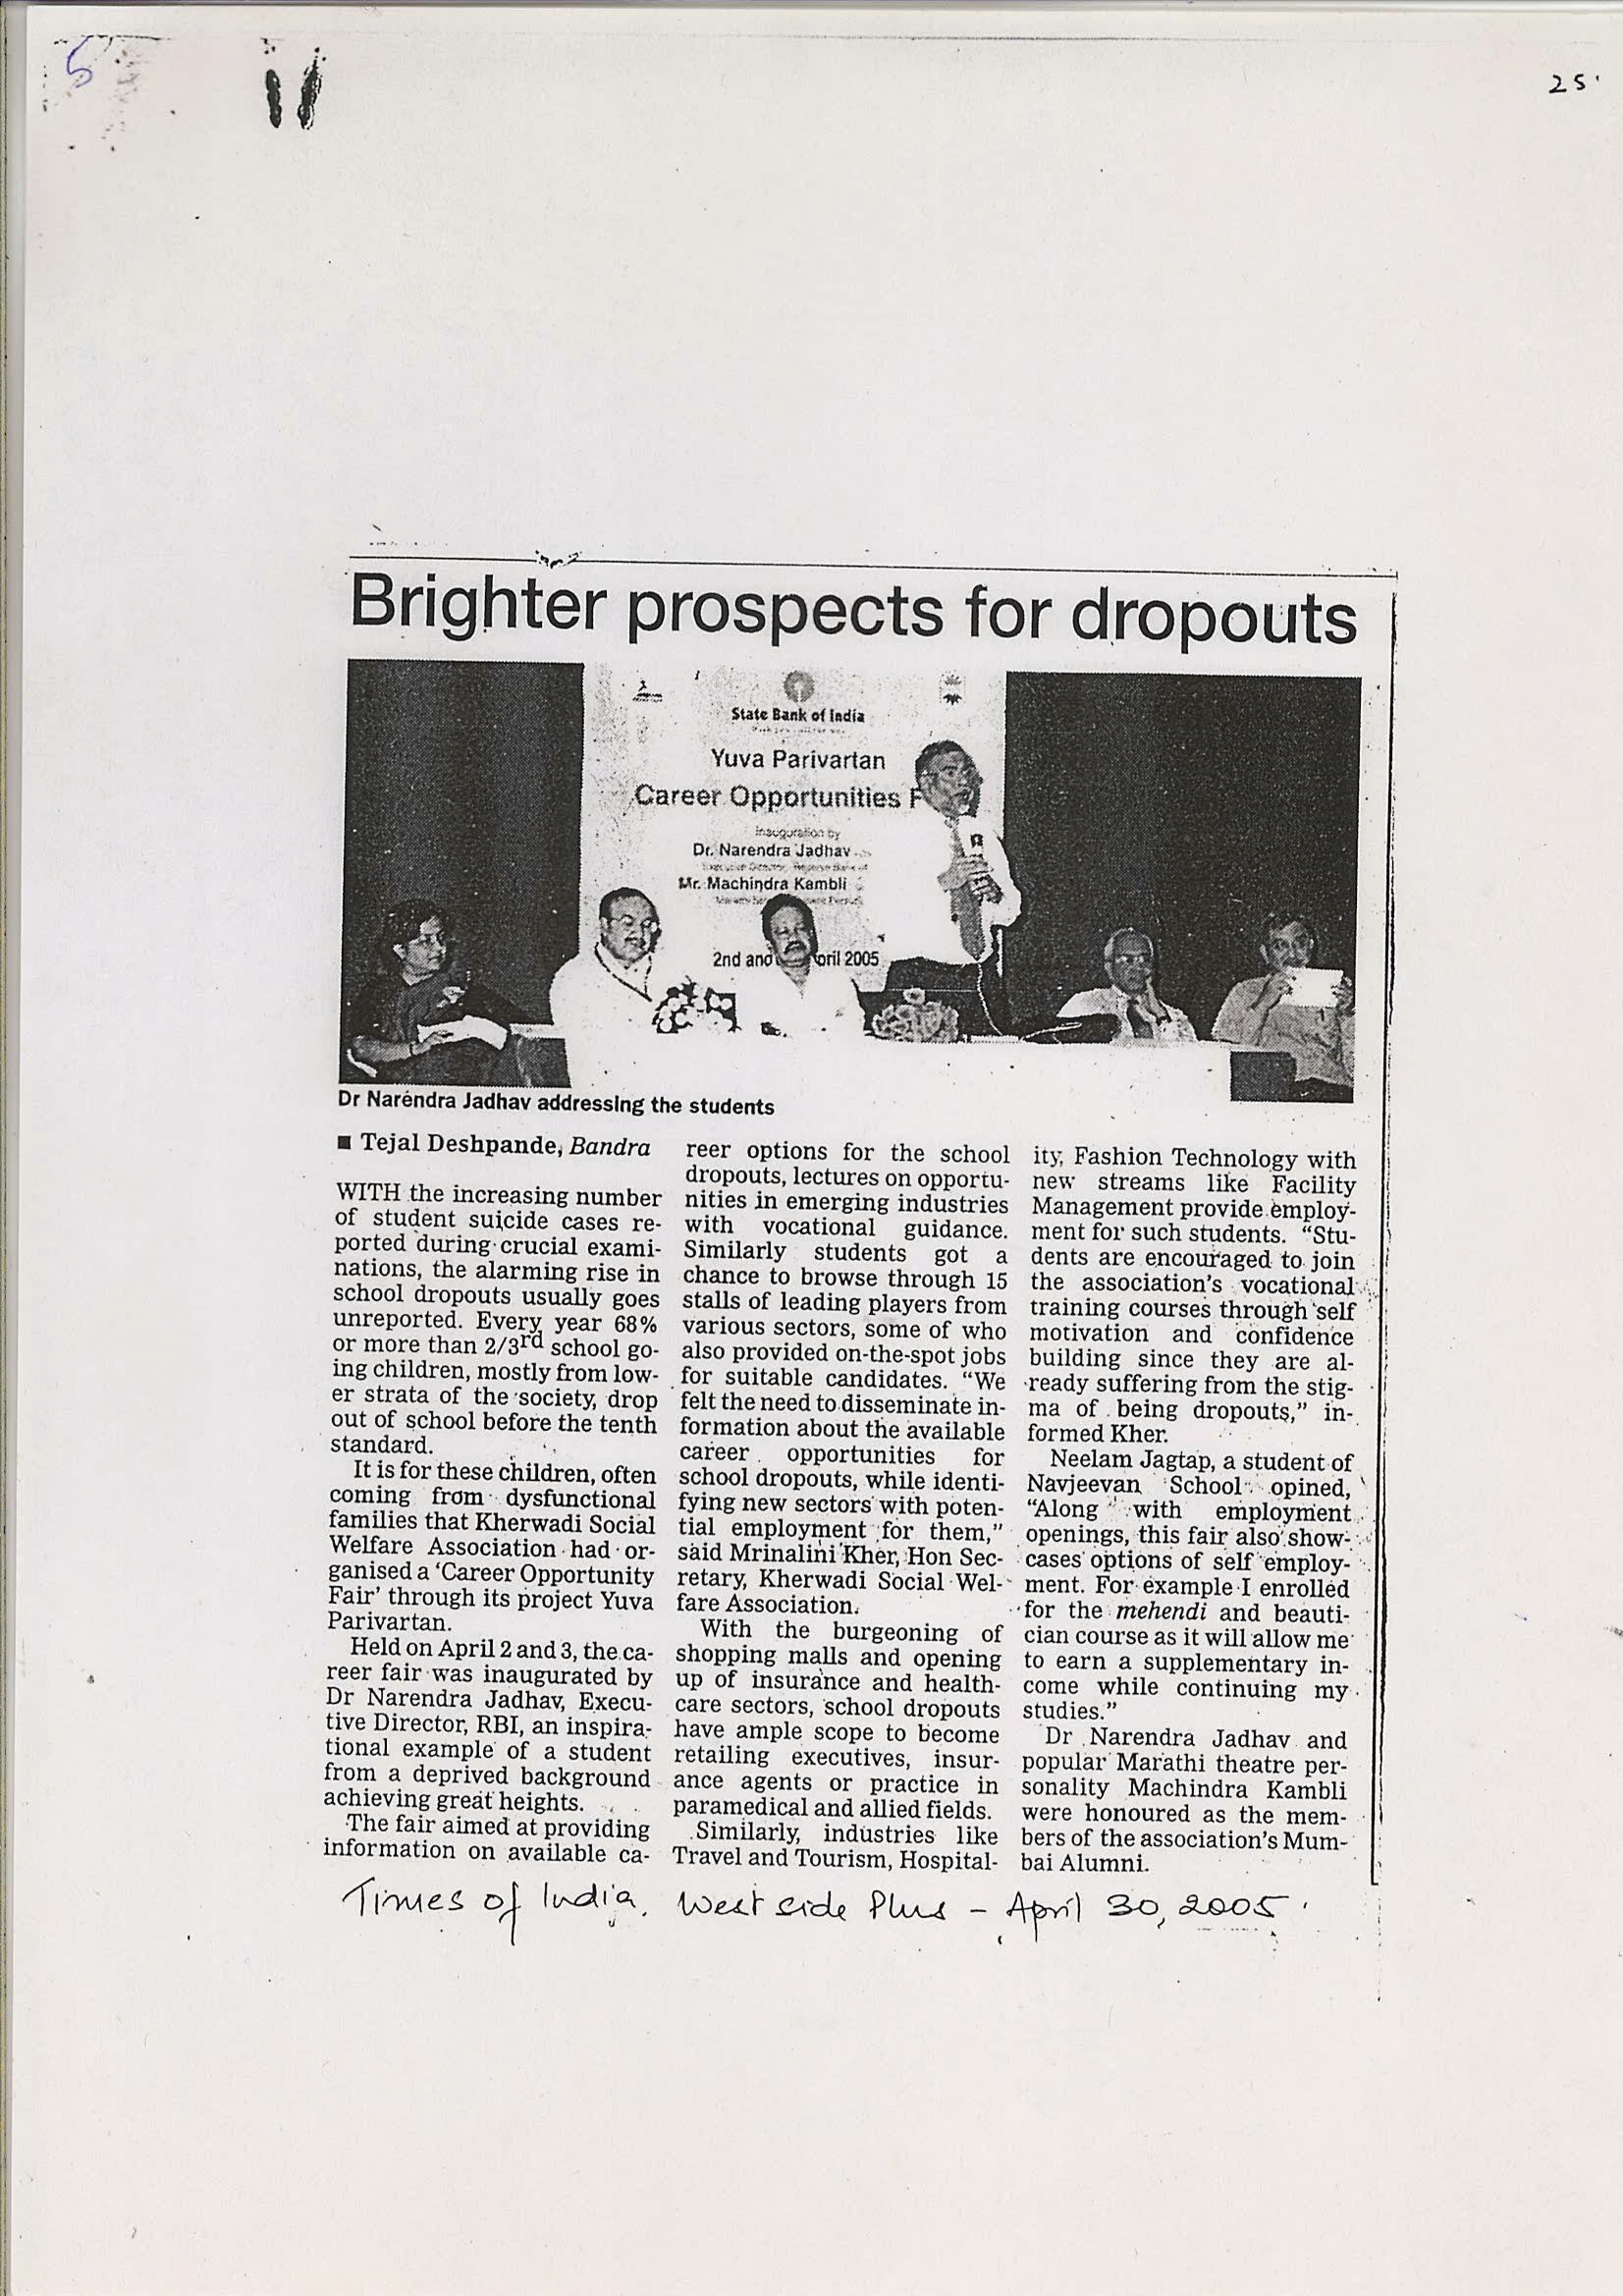 25
Brighter prospects for dropouts
State Bank of India
Yuva Parivartan
Career Opportunities F
Inauguration by
Dr. Narendra Jadhav
Mr. Machindra Kambli
2nd and pril 2005
Dr Narendra Jadhav addressing the students
■ Tejal Deshpande, Bandra
WITH the increasing number
of student suicide cases re-
ported during crucial exami-
nations, the alarming rise in
school dropouts usually goes
unreported. Every year 68%
or more than 2/3rd school go-
ing children, mostly from low-
er strata of the society, drop
out of school before the tenth
standard.
It is for these children, often
coming from dysfunctional
families that Kherwadi Social
Welfare Association had or-
ganised a ‘Career Opportunity
Fair’ through its project Yuva
Parivartan.
Held on April 2 and 3, the ca-
reer fair was inaugurated by
Dr Narendra Jadhav, Execu-
tive Director, RBI, an inspira-
tional example of a student
from a deprived background
achieving great heights.
The fair aimed at providing
information on available ca-
reer options for the school
dropouts, lectures on opportu-
nities in emerging industries
with vocational guidance.
Similarly students got a
chance to browse through 15
stalls of leading players from
various sectors, some of who
also provided on-the-spot jobs
for suitable candidates. “We
felt the need to disseminate in-
formation about the available
career opportunities for
school dropouts, while identi-
fying new sectors with poten-
tial employment for them,”
said Mrinalini Kher, Hon Sec-
retary, Kherwadi Social Wel-
fare Association.
With the burgeoning of
shopping malls and opening
up of insurance and health-
care sectors, school dropouts
have ample scope to become
retailing executives, insur-
ance agents or practice in
paramedical and allied fields.
Similarly, industries like
Travel and Tourism, Hospital-
ity, Fashion Technology with
new streams like Facility
Management provide employ-
ment for such students. “Stu-
dents are encouraged to join
the association’s vocational
training courses through self
motivation and confidence
building since they are al-
ready suffering from the stig-
ma of being dropouts,” in-
formed Kher.
Neelam Jagtap, a student of
Navjeevan School opined,
“Along with employment
openings, this fair also show-
cases options of self employ-
ment. For example I enrolled
for the mehendi and beauti-
cian course as it will allow me
to earn a supplementary in-
come while continuing my
studies.”
Dr Narendra Jadhav and
popular Marathi theatre per-
sonality Machindra Kambli
were honoured as the mem-
bers of the association’s Mum-
bai Alumni.
Times of India, West side Plus – April 30, 2005.